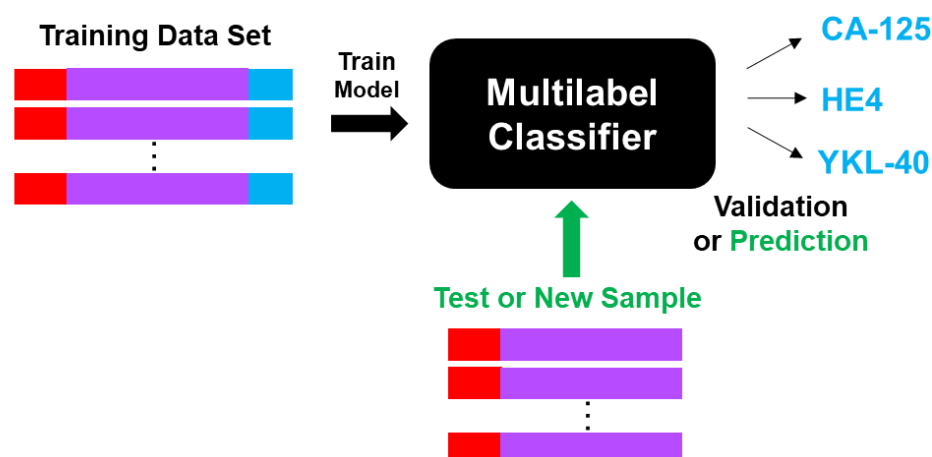 Training Data Set
Train
Model
Multilabel
Classifier
CA-125
HE4
YKL-40
Validation
or Prediction
Test or New Sample